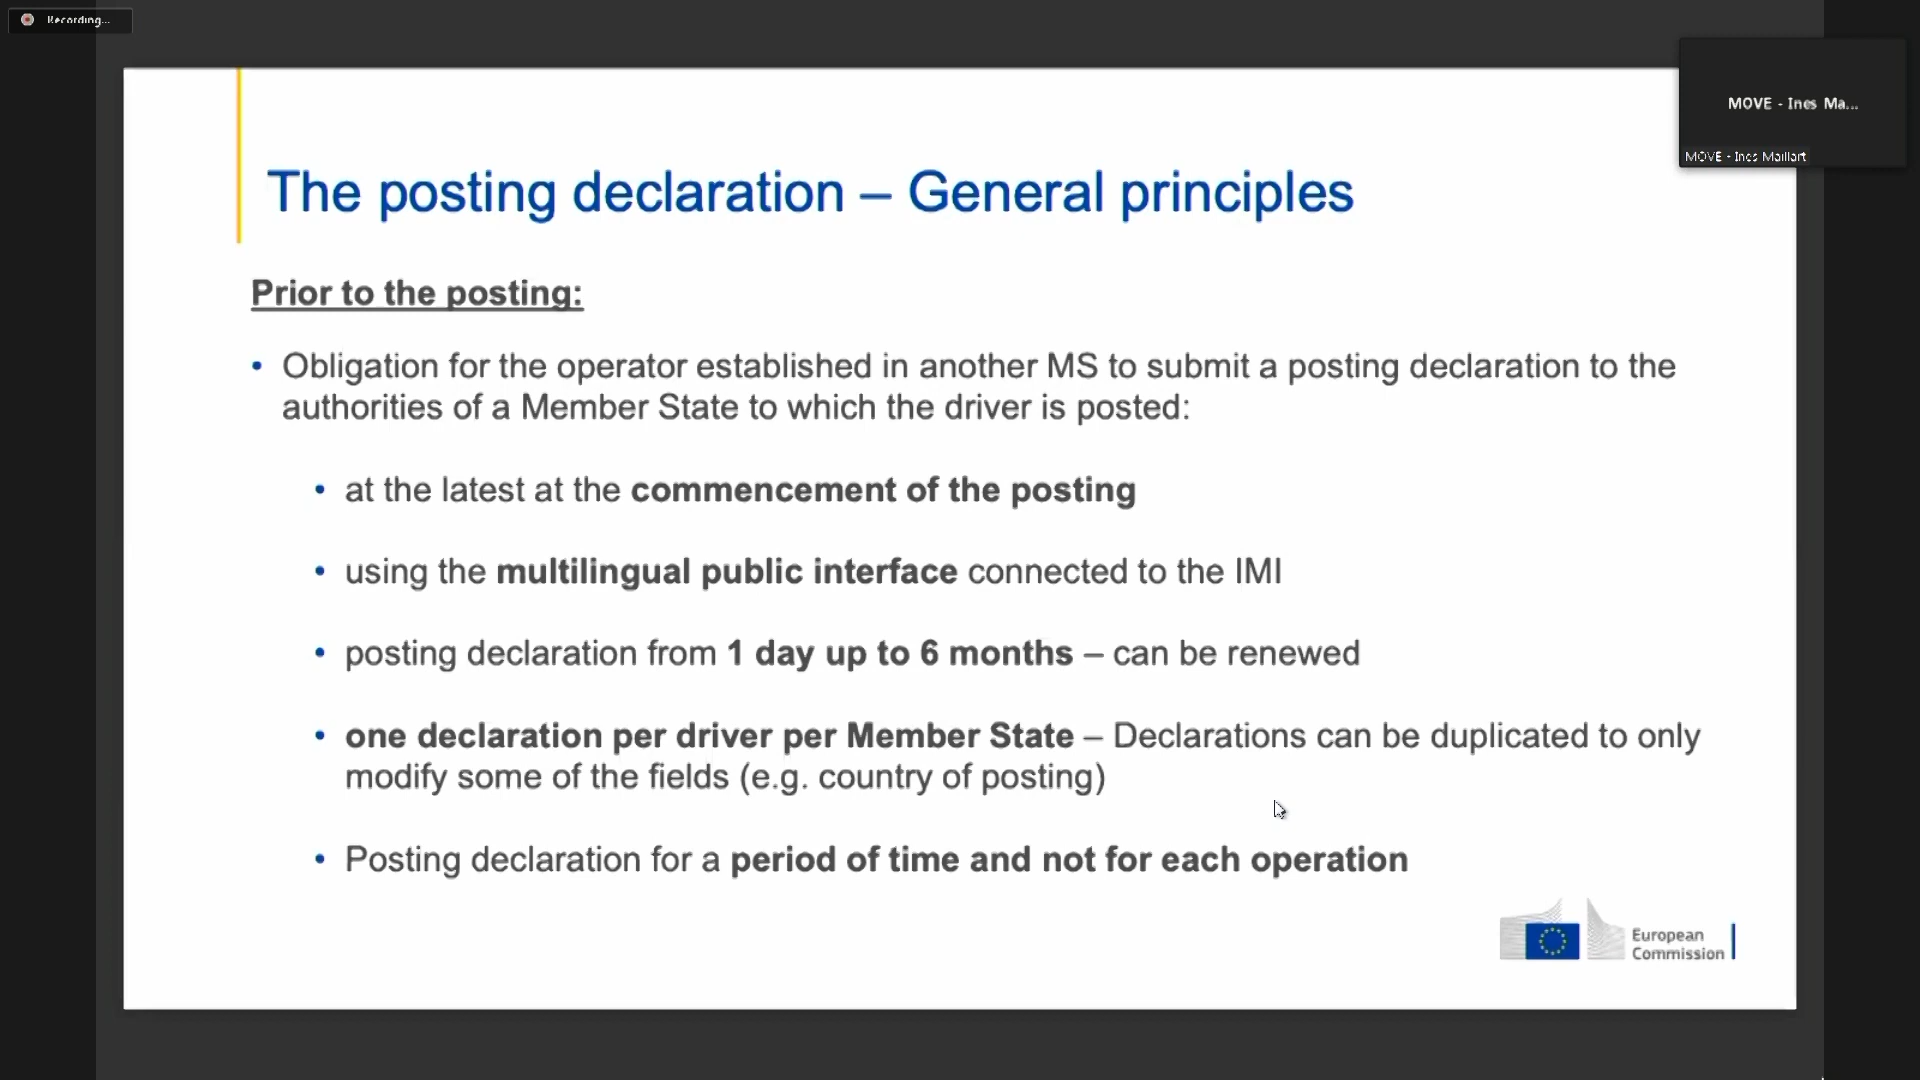 Recording...
MOVE - Ines Ma...
MOVE - Ines Maillart
The posting declaration – General principles
Prior to the posting:
• Obligation for the operator established in another MS to submit a posting declaration to the
authorities of a Member State to which the driver is posted:
• at the latest at the commencement of the posting
• using the multilingual public interface connected to the IMI
• posting declaration from 1 day up to 6 months – can be renewed
• one declaration per driver per Member State – Declarations can be duplicated to only
modify some of the fields (e.g. country of posting)
• Posting declaration for a period of time and not for each operation
European
Commission